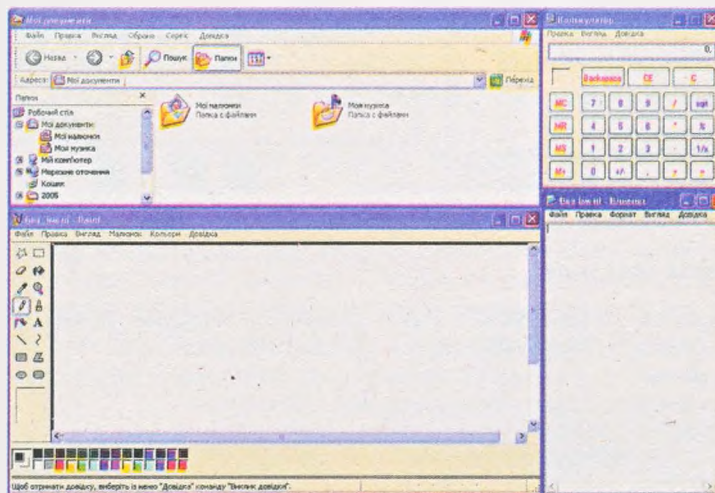 Мої документи
Файл Правка Вигляд Обране Сервіс Довідка
Назад Пошук Папки
Адреса: Мої документи Перехід
Папки
Робочий стіл
Мої документи
Мої малюнки
Моя музика
Мій комп'ютер
Мережне оточення
Кошик
2005
Мої малюнки
Папка с файлами
Моя музика
Папка с файлами
Калькулятор
Правка Вигляд Довідка
0,
Backspace CE C
MC 7 8 9 / sqrt
MR 4 5 6 * %
MS 1 2 3 - 1/x
M+ 0 +/- , + =
Paint
Файл Правка Вигляд Малюнок Кольори Довідка
A
Щоб отримати довідку, виберіть із меню "Довідка" команду "Виклик довідки".
Блокнот
Файл Правка Формат Вигляд Довідка